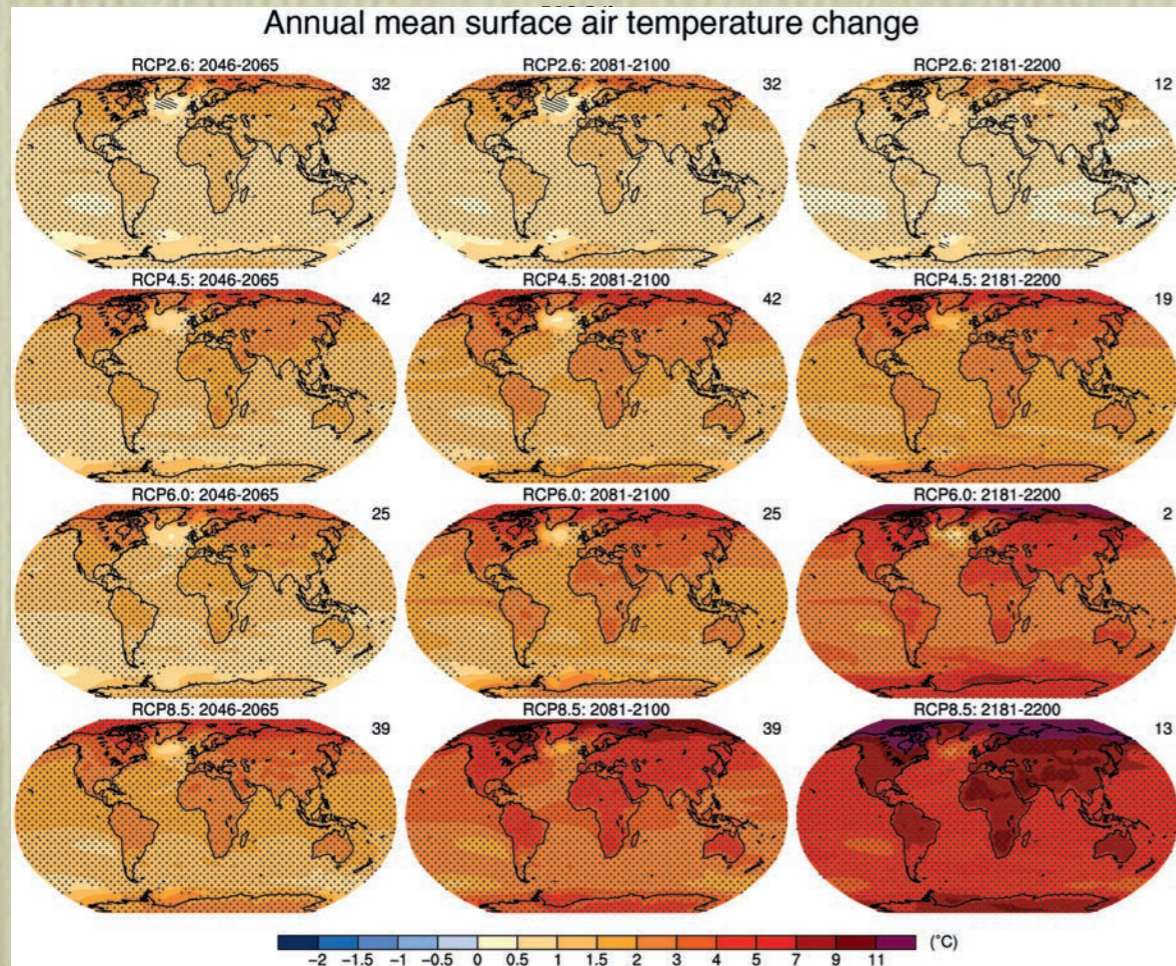 Annual mean surface air temperature change
RCP2.6: 2046-2065
32
RCP2.6: 2081-2100
32
RCP2.6: 2181-2200
12
RCP4.5: 2046-2065
42
RCP4.5: 2081-2100
42
RCP4.5: 2181-2200
19
RCP6.0: 2046-2065
25
RCP6.0: 2081-2100
25
RCP6.0: 2181-2200
2
RCP8.5: 2046-2065
39
RCP8.5: 2081-2100
39
RCP8.5: 2181-2200
13
(°C)
−2 −1.5 −1 −0.5 0 0.5 1 1.5 2 3 4 5 7 9 11